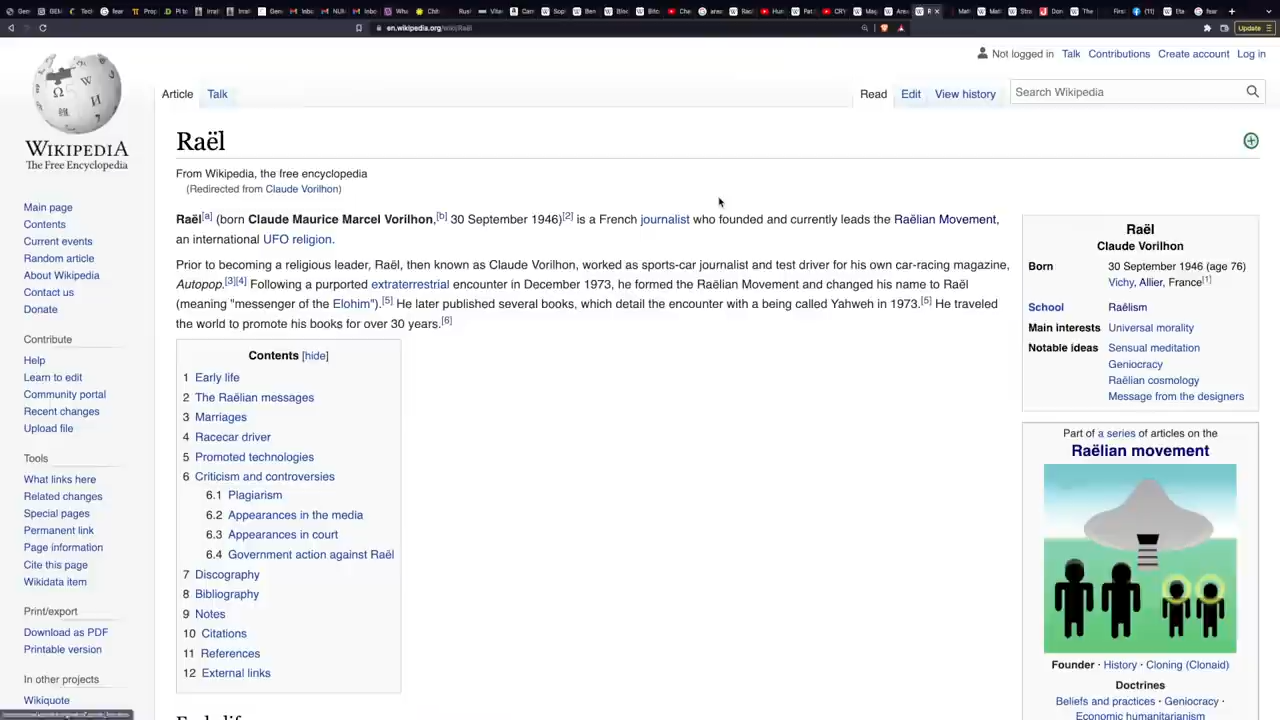 Update
en.wikipedia.org/wiki/Raël
Not logged in Talk Contributions Create account Log in
Article Talk
Read Edit View history
Search Wikipedia
WIKIPEDIA
The Free Encyclopedia
Main page
Contents
Current events
Random article
About Wikipedia
Contact us
Donate
Contribute
Help
Learn to edit
Community portal
Recent changes
Upload file
Tools
What links here
Related changes
Special pages
Permanent link
Page information
Cite this page
Wikidata item
Print/export
Download as PDF
Printable version
In other projects
Wikiquote
Raël
From Wikipedia, the free encyclopedia
(Redirected from Claude Vorilhon)
Raël[a] (born Claude Maurice Marcel Vorilhon,[b] 30 September 1946)[2] is a French journalist who founded and currently leads the Raëlian Movement,
an international UFO religion.
Prior to becoming a religious leader, Raël, then known as Claude Vorilhon, worked as sports-car journalist and test driver for his own car-racing magazine,
Autopop.[3][4] Following a purported extraterrestrial encounter in December 1973, he formed the Raëlian Movement and changed his name to Raël
(meaning "messenger of the Elohim").[5] He later published several books, which detail the encounter with a being called Yahweh in 1973.[5] He traveled
the world to promote his books for over 30 years.[6]
Contents [hide]
1 Early life
2 The Raëlian messages
3 Marriages
4 Racecar driver
5 Promoted technologies
6 Criticism and controversies
6.1 Plagiarism
6.2 Appearances in the media
6.3 Appearances in court
6.4 Government action against Raël
7 Discography
8 Bibliography
9 Notes
10 Citations
11 References
12 External links
Early life
Raël
Claude Vorilhon
Born 30 September 1946 (age 76)
Vichy, Allier, France[1]
School Raëlism
Main interests Universal morality
Notable ideas Sensual meditation
Geniocracy
Raëlian cosmology
Message from the designers
Part of a series of articles on the
Raëlian movement
Founder · History · Cloning (Clonaid)
Doctrines
Beliefs and practices · Geniocracy ·
Economic humanitarianism